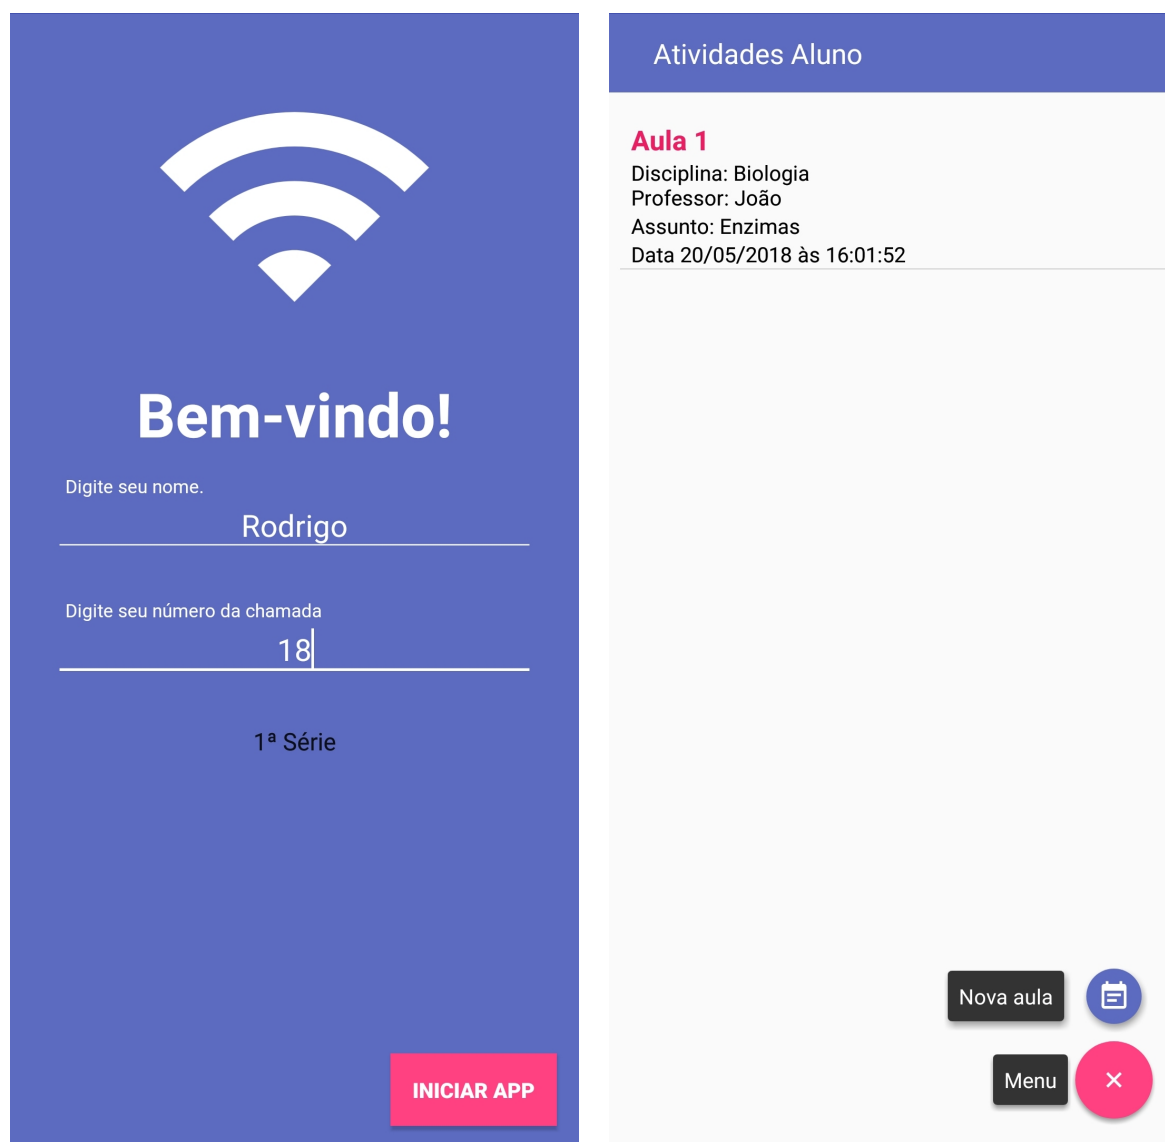 Bem-vindo!
Digite seu nome.
Rodrigo
Digite seu número da chamada
18
1ª Série
INICIAR APP
Atividades Aluno
Aula 1
Disciplina: Biologia
Professor: João
Assunto: Enzimas
Data 20/05/2018 às 16:01:52
Nova aula
Menu